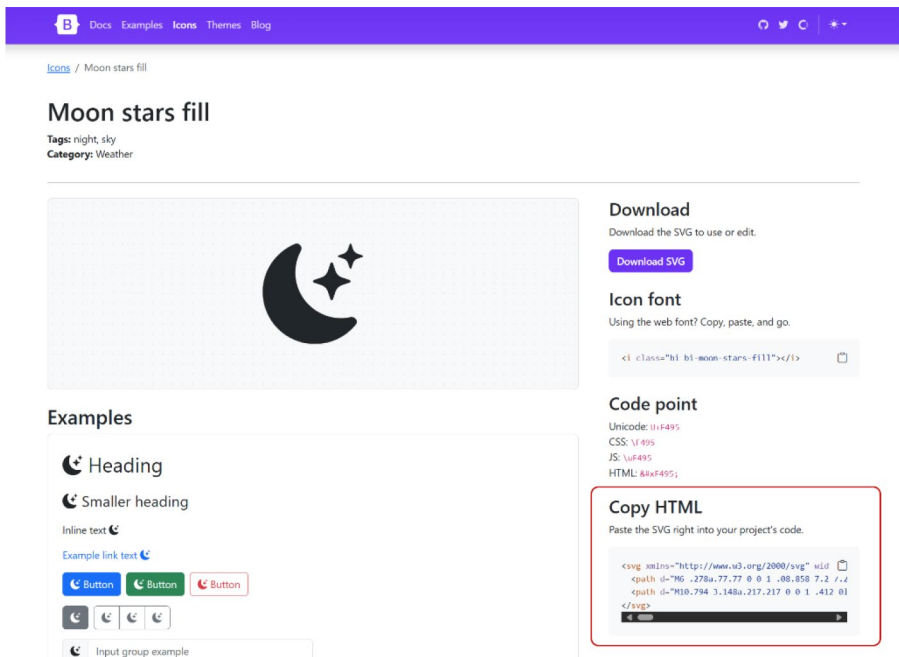 B Docs Examples Icons Themes Blog
Icons / Moon stars fill
Moon stars fill
Tags: night, sky
Category: Weather
Download
Download the SVG to use or edit.
Download SVG
Icon font
Using the web font? Copy, paste, and go.
<i class="bi bi-moon-stars-fill"></i>
Code point
Unicode: U+F495
CSS: \F495
JS: \uF495
HTML: &#xF495;
Copy HTML
Paste the SVG right into your project's code.
<svg xmlns="http://www.w3.org/2000/svg" wid
<path d="M6 .278a.77.77 0 0 1 .08.858 7.2 7.2
<path d="M10.794 3.148a.217.217 0 0 1 .412 0l
</svg>
Examples
Heading
Smaller heading
Inline text
Example link text
Button Button Button
Input group example